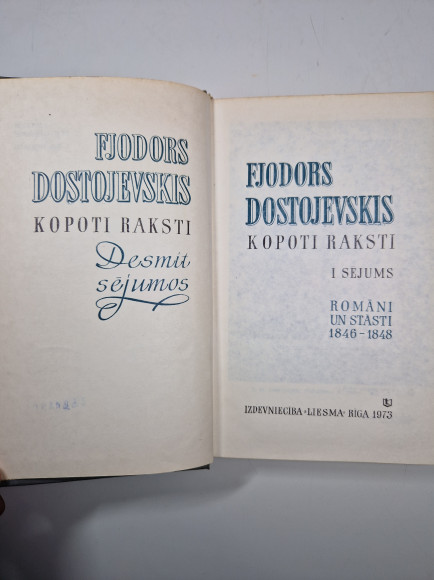 FJODORS
DOSTOJEVSKIS
KOPOTI RAKSTI
Desmit
sējumos
FJODORS
DOSTOJEVSKIS
KOPOTI RAKSTI
I SĒJUMS
ROMĀNI
UN STĀSTI
1846-1848
IZDEVNIECĪBA «LIESMA» RĪGA 1973